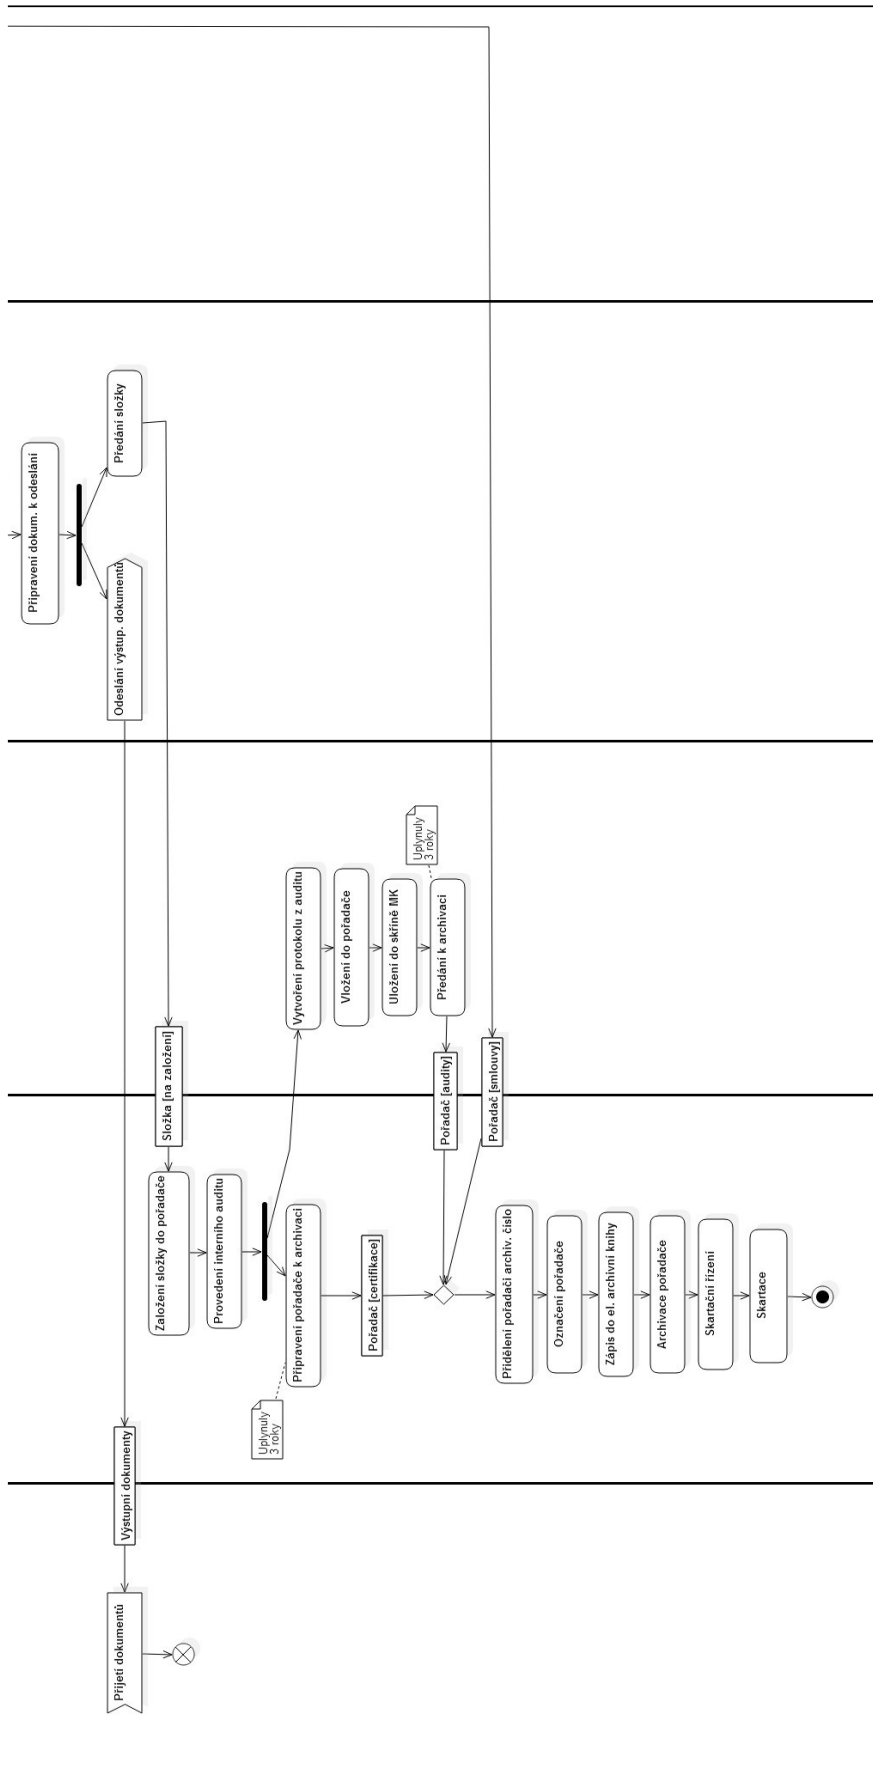 Připravení dokum. k odeslání
Předání složky
Odeslání výstup. dokumentů
Složka [na založení]
Založení složky do pořadače
Provedení interního auditu
Vytvoření protokolu z auditu
Vložení do pořadače
Uložení do skříně MK
Uplynuly
3 roky
Předání k archivaci
Pořadač [audity]
Pořadač [smlouvy]
Připravení pořadače k archivaci
Uplynuly
3 roky
Pořadač [certifikace]
Přidělení pořadači archiv. číslo
Označení pořadače
Zápis do el. archivní knihy
Archivace pořadače
Skartační řízení
Skartace
Výstupní dokumenty
Přijetí dokumentů